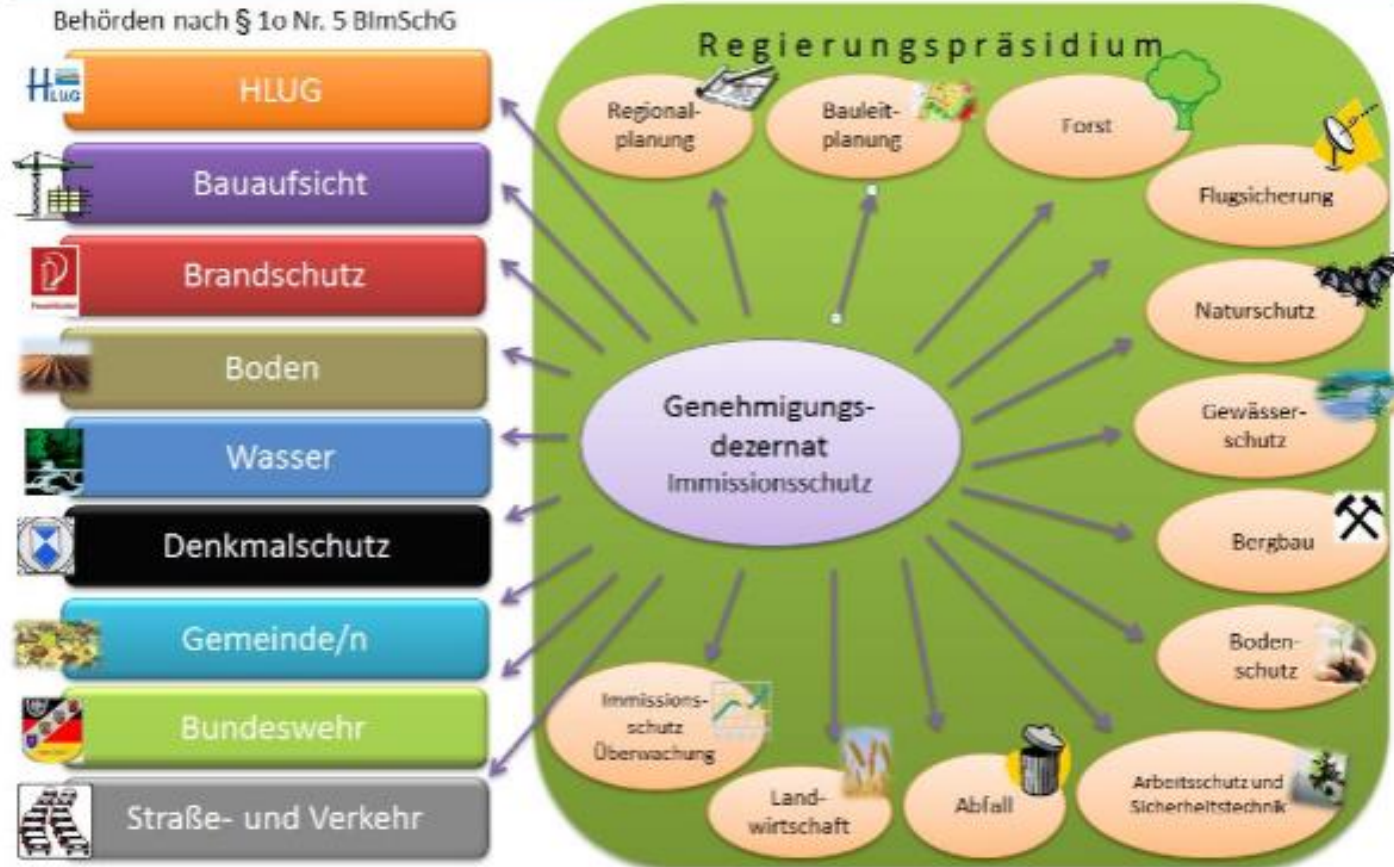 Behörden nach § 1o Nr. 5 BImSchG
HLUG
HLUG
Bauaufsicht
Brandschutz
Boden
Wasser
Denkmalschutz
Gemeinde/n
Bundeswehr
Straße- und Verkehr
Regierungspräsidium
Regional-
planung
Bauleit-
planung
Forst
Flugsicherung
Naturschutz
Gewässer-
schutz
Bergbau
Boden-
schutz
Arbeitsschutz und
Sicherheitstechnik
Abfall
Land-
wirtschaft
Immissions-
schutz
Überwachung
Genehmigungs-
dezernat
Immissionsschutz